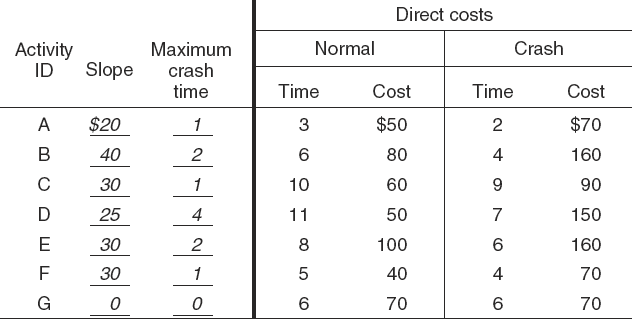 Direct costs
Activity ID Slope Maximum crash time Normal Crash
Time Cost Time Cost
A $20 1 3 $50 2 $70
B 40 2 6 80 4 160
C 30 1 10 60 9 90
D 25 4 11 50 7 150
E 30 2 8 100 6 160
F 30 1 5 40 4 70
G 0 0 6 70 6 70